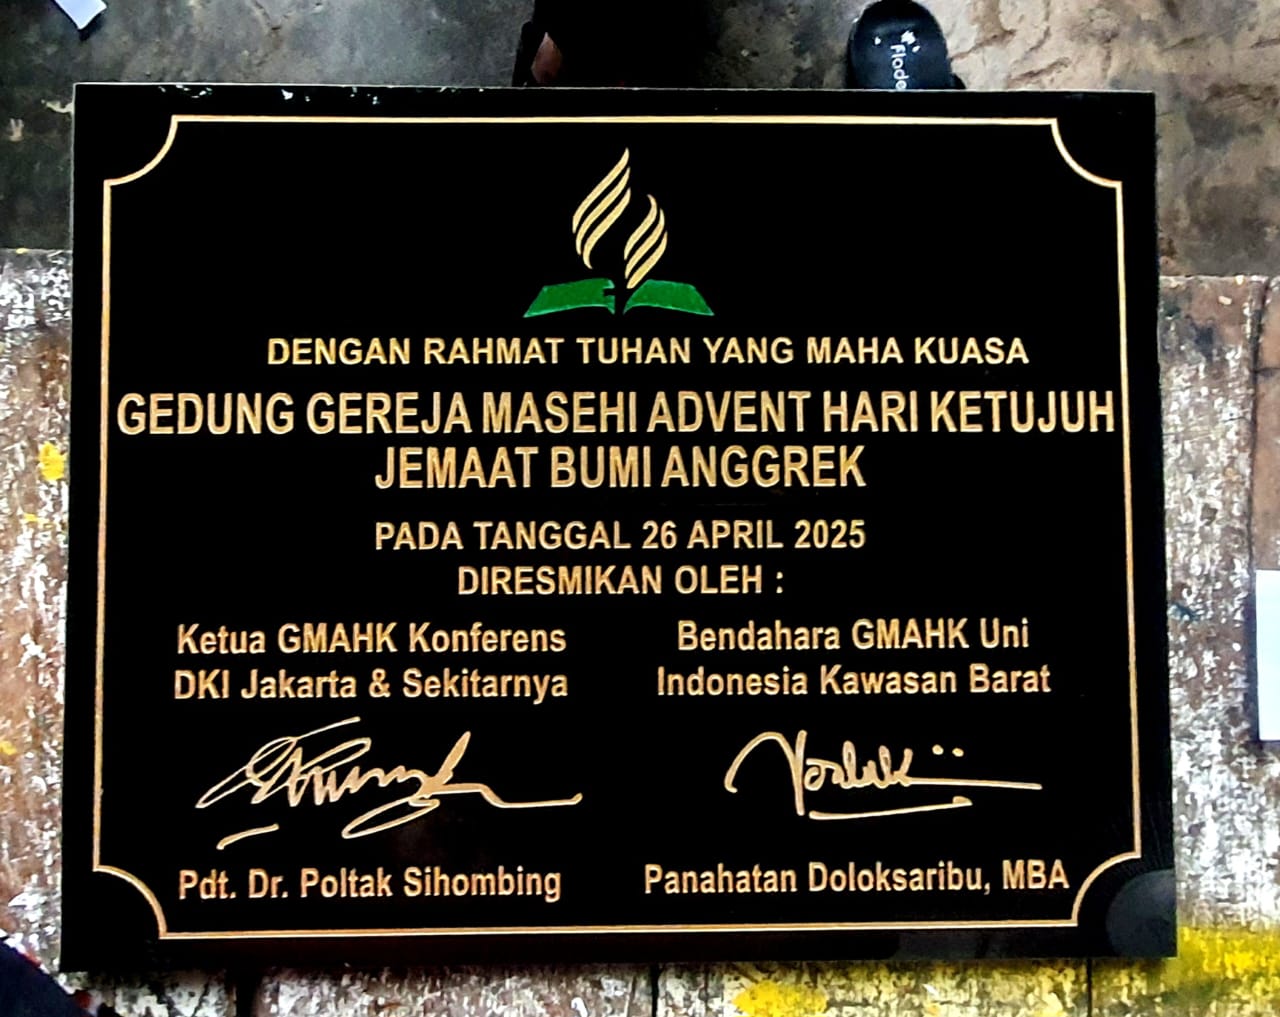 DENGAN RAHMAT TUHAN YANG MAHA KUASA
GEDUNG GEREJA MASEHI ADVENT HARI KETUJUH
JEMAAT BUMI ANGGREK
PADA TANGGAL 26 APRIL 2025
DIRESMIKAN OLEH :
Ketua GMAHK Konferens
DKI Jakarta & Sekitarnya
Bendahara GMAHK Uni
Indonesia Kawasan Barat
Pdt. Dr. Poltak Sihombing
Panahatan Doloksaribu, MBA